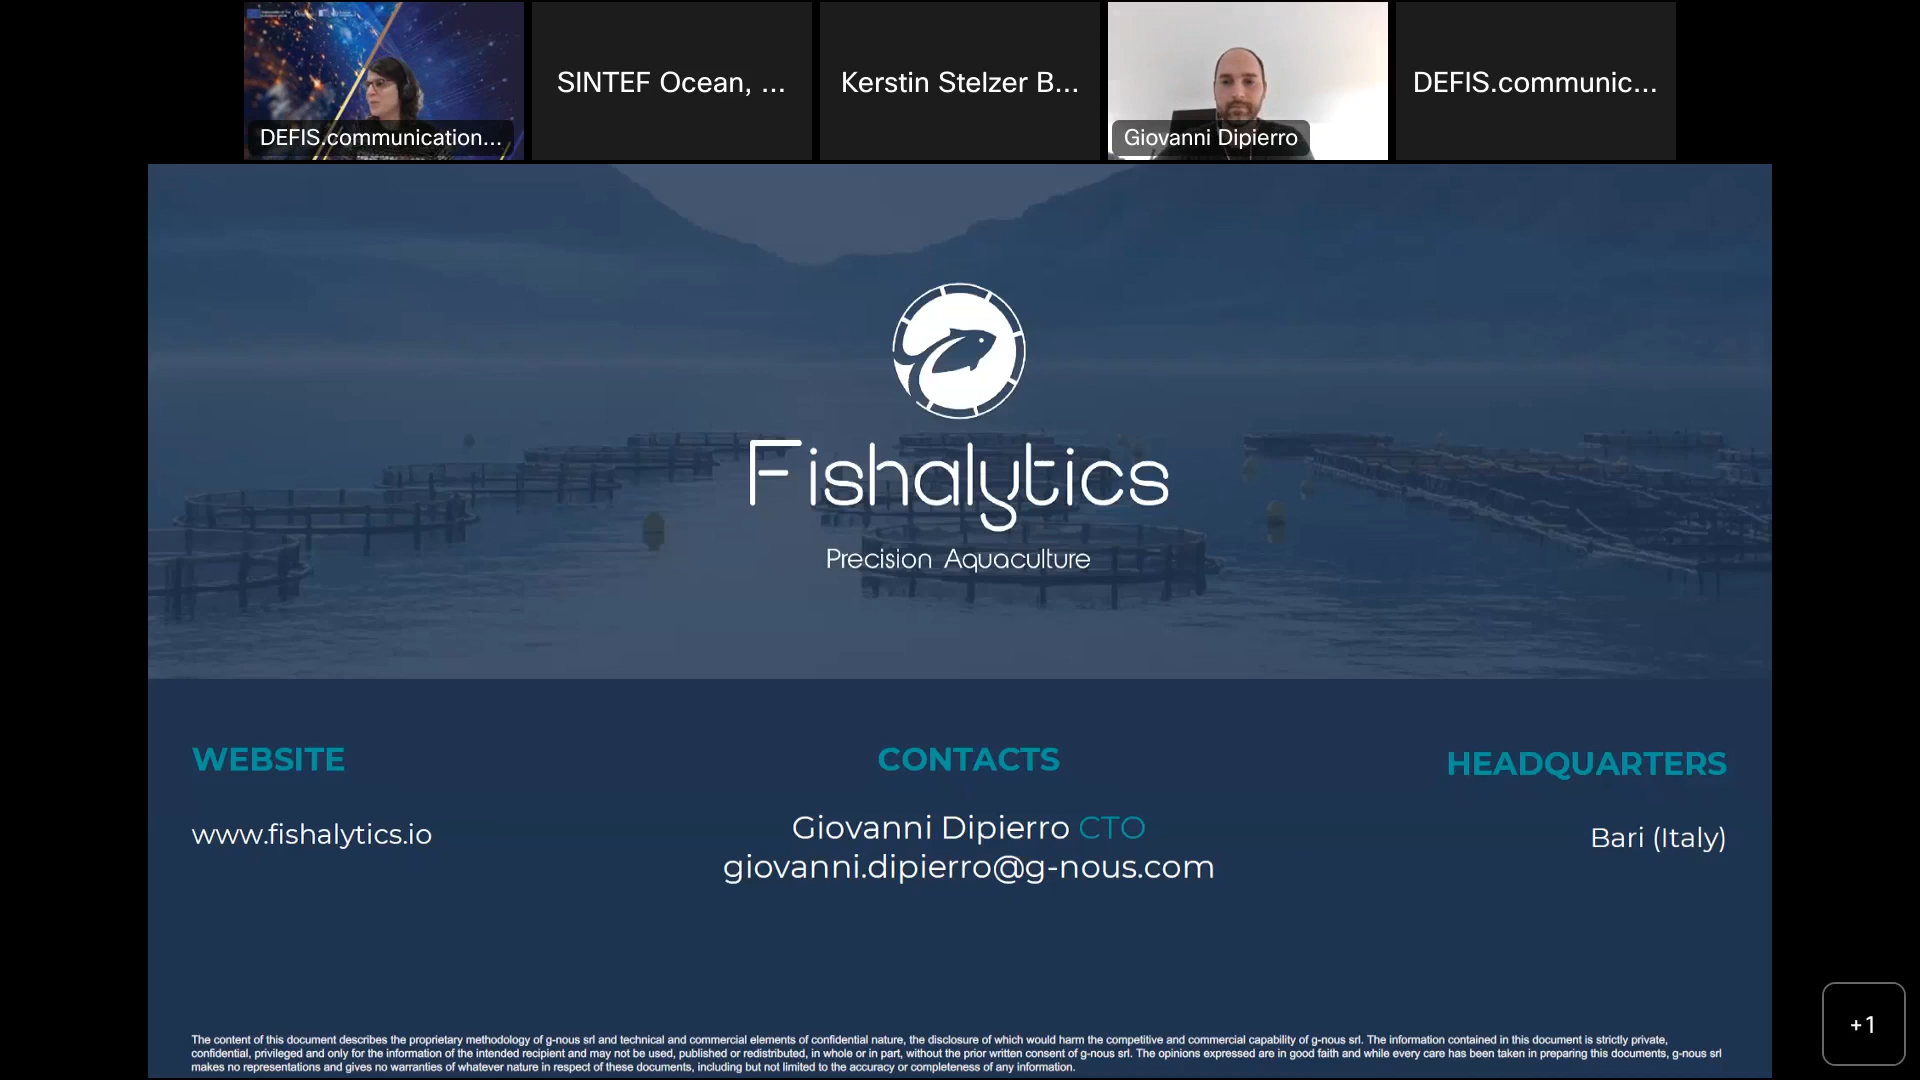 DEFIS.communication...
SINTEF Ocean, ...
Kerstin Stelzer B...
Giovanni Dipierro
DEFIS.communic...
Fishalytics
Precision Aquaculture
WEBSITE
www.fishalytics.io
CONTACTS
Giovanni Dipierro CTO
giovanni.dipierro@g-nous.com
HEADQUARTERS
Bari (Italy)
The content of this document describes the proprietary methodology of g-nous srl and technical and commercial elements of confidential nature, the disclosure of which would harm the competitive and commercial capability of g-nous srl. The information contained in this document is strictly private,
confidential, privileged and only for the information of the intended recipient and may not be used, published or redistributed, in whole or in part, without the prior written consent of g-nous srl. The opinions expressed are in good faith and while every care has been taken in preparing this documents, g-nous srl
makes no representations and gives no warranties of whatever nature in respect of these documents, including but not limited to the accuracy or completeness of any information.
+1